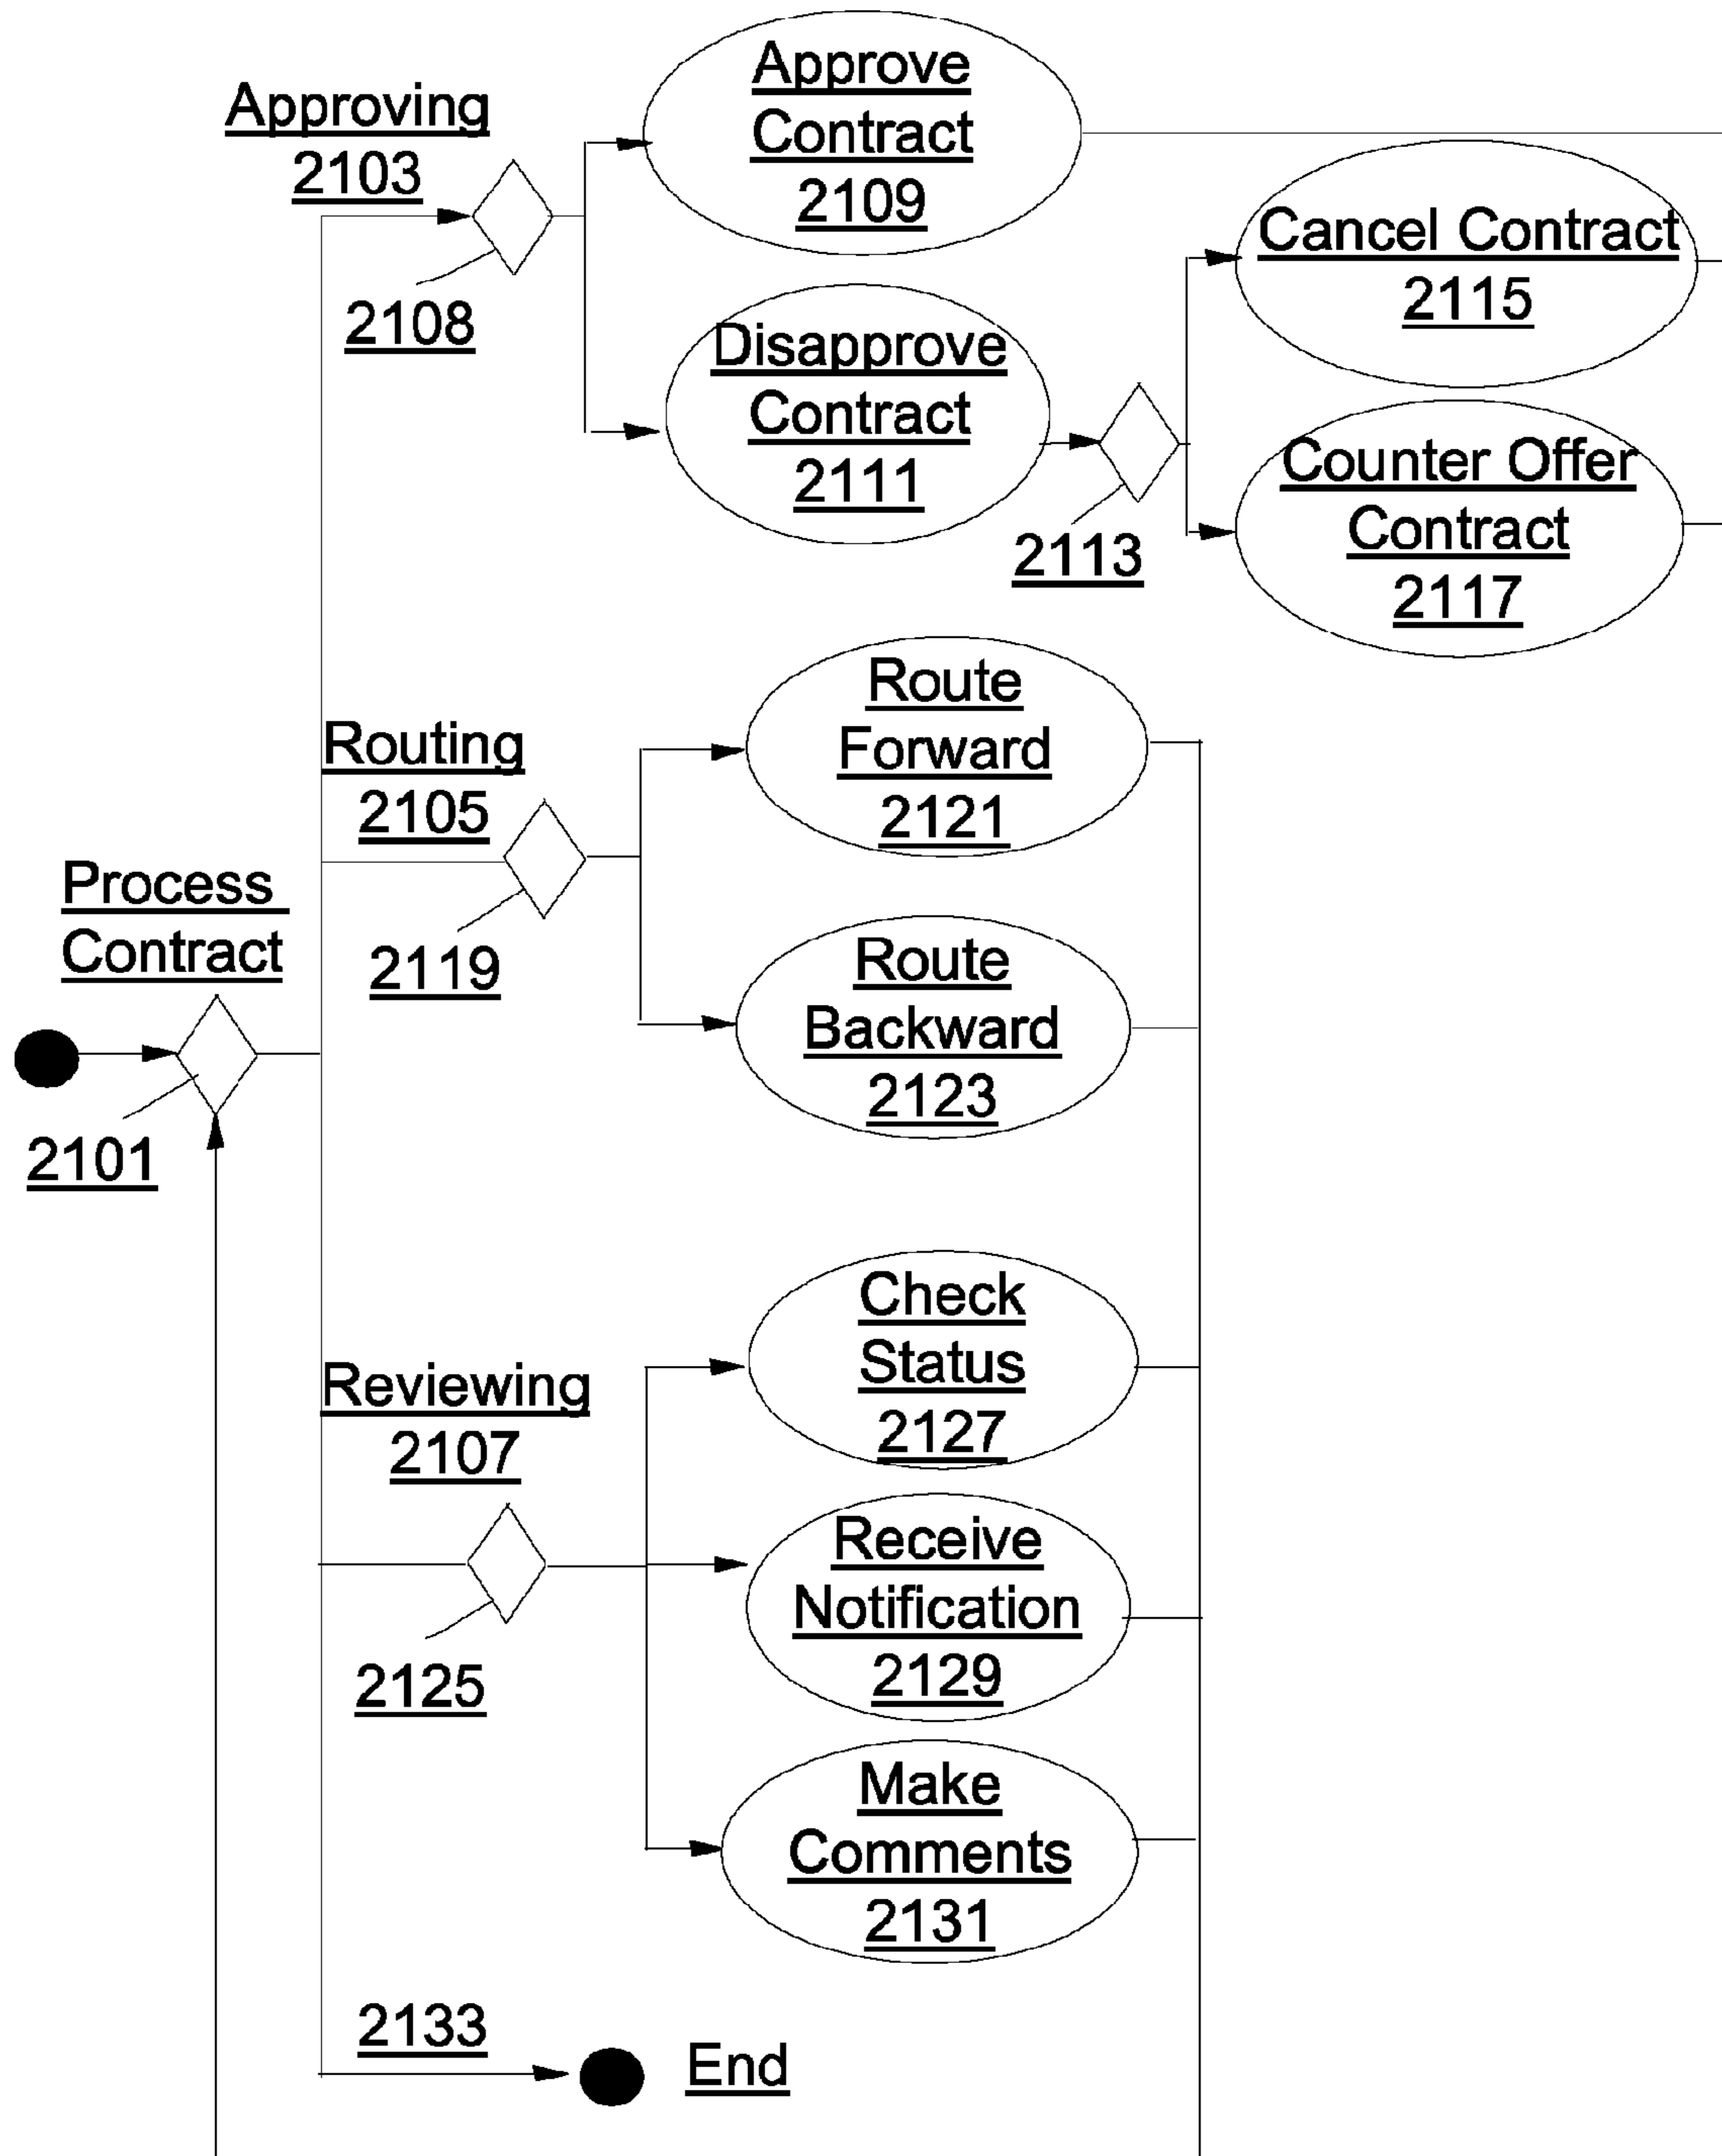 Approving
2103
2108
Approve
Contract
2109
Disapprove
Contract
2111
2113
Cancel Contract
2115
Counter Offer
Contract
2117
Routing
2105
2119
Route
Forward
2121
Route
Backward
2123
Process
Contract
2101
Reviewing
2107
2125
Check
Status
2127
Receive
Notification
2129
Make
Comments
2131
2133
End